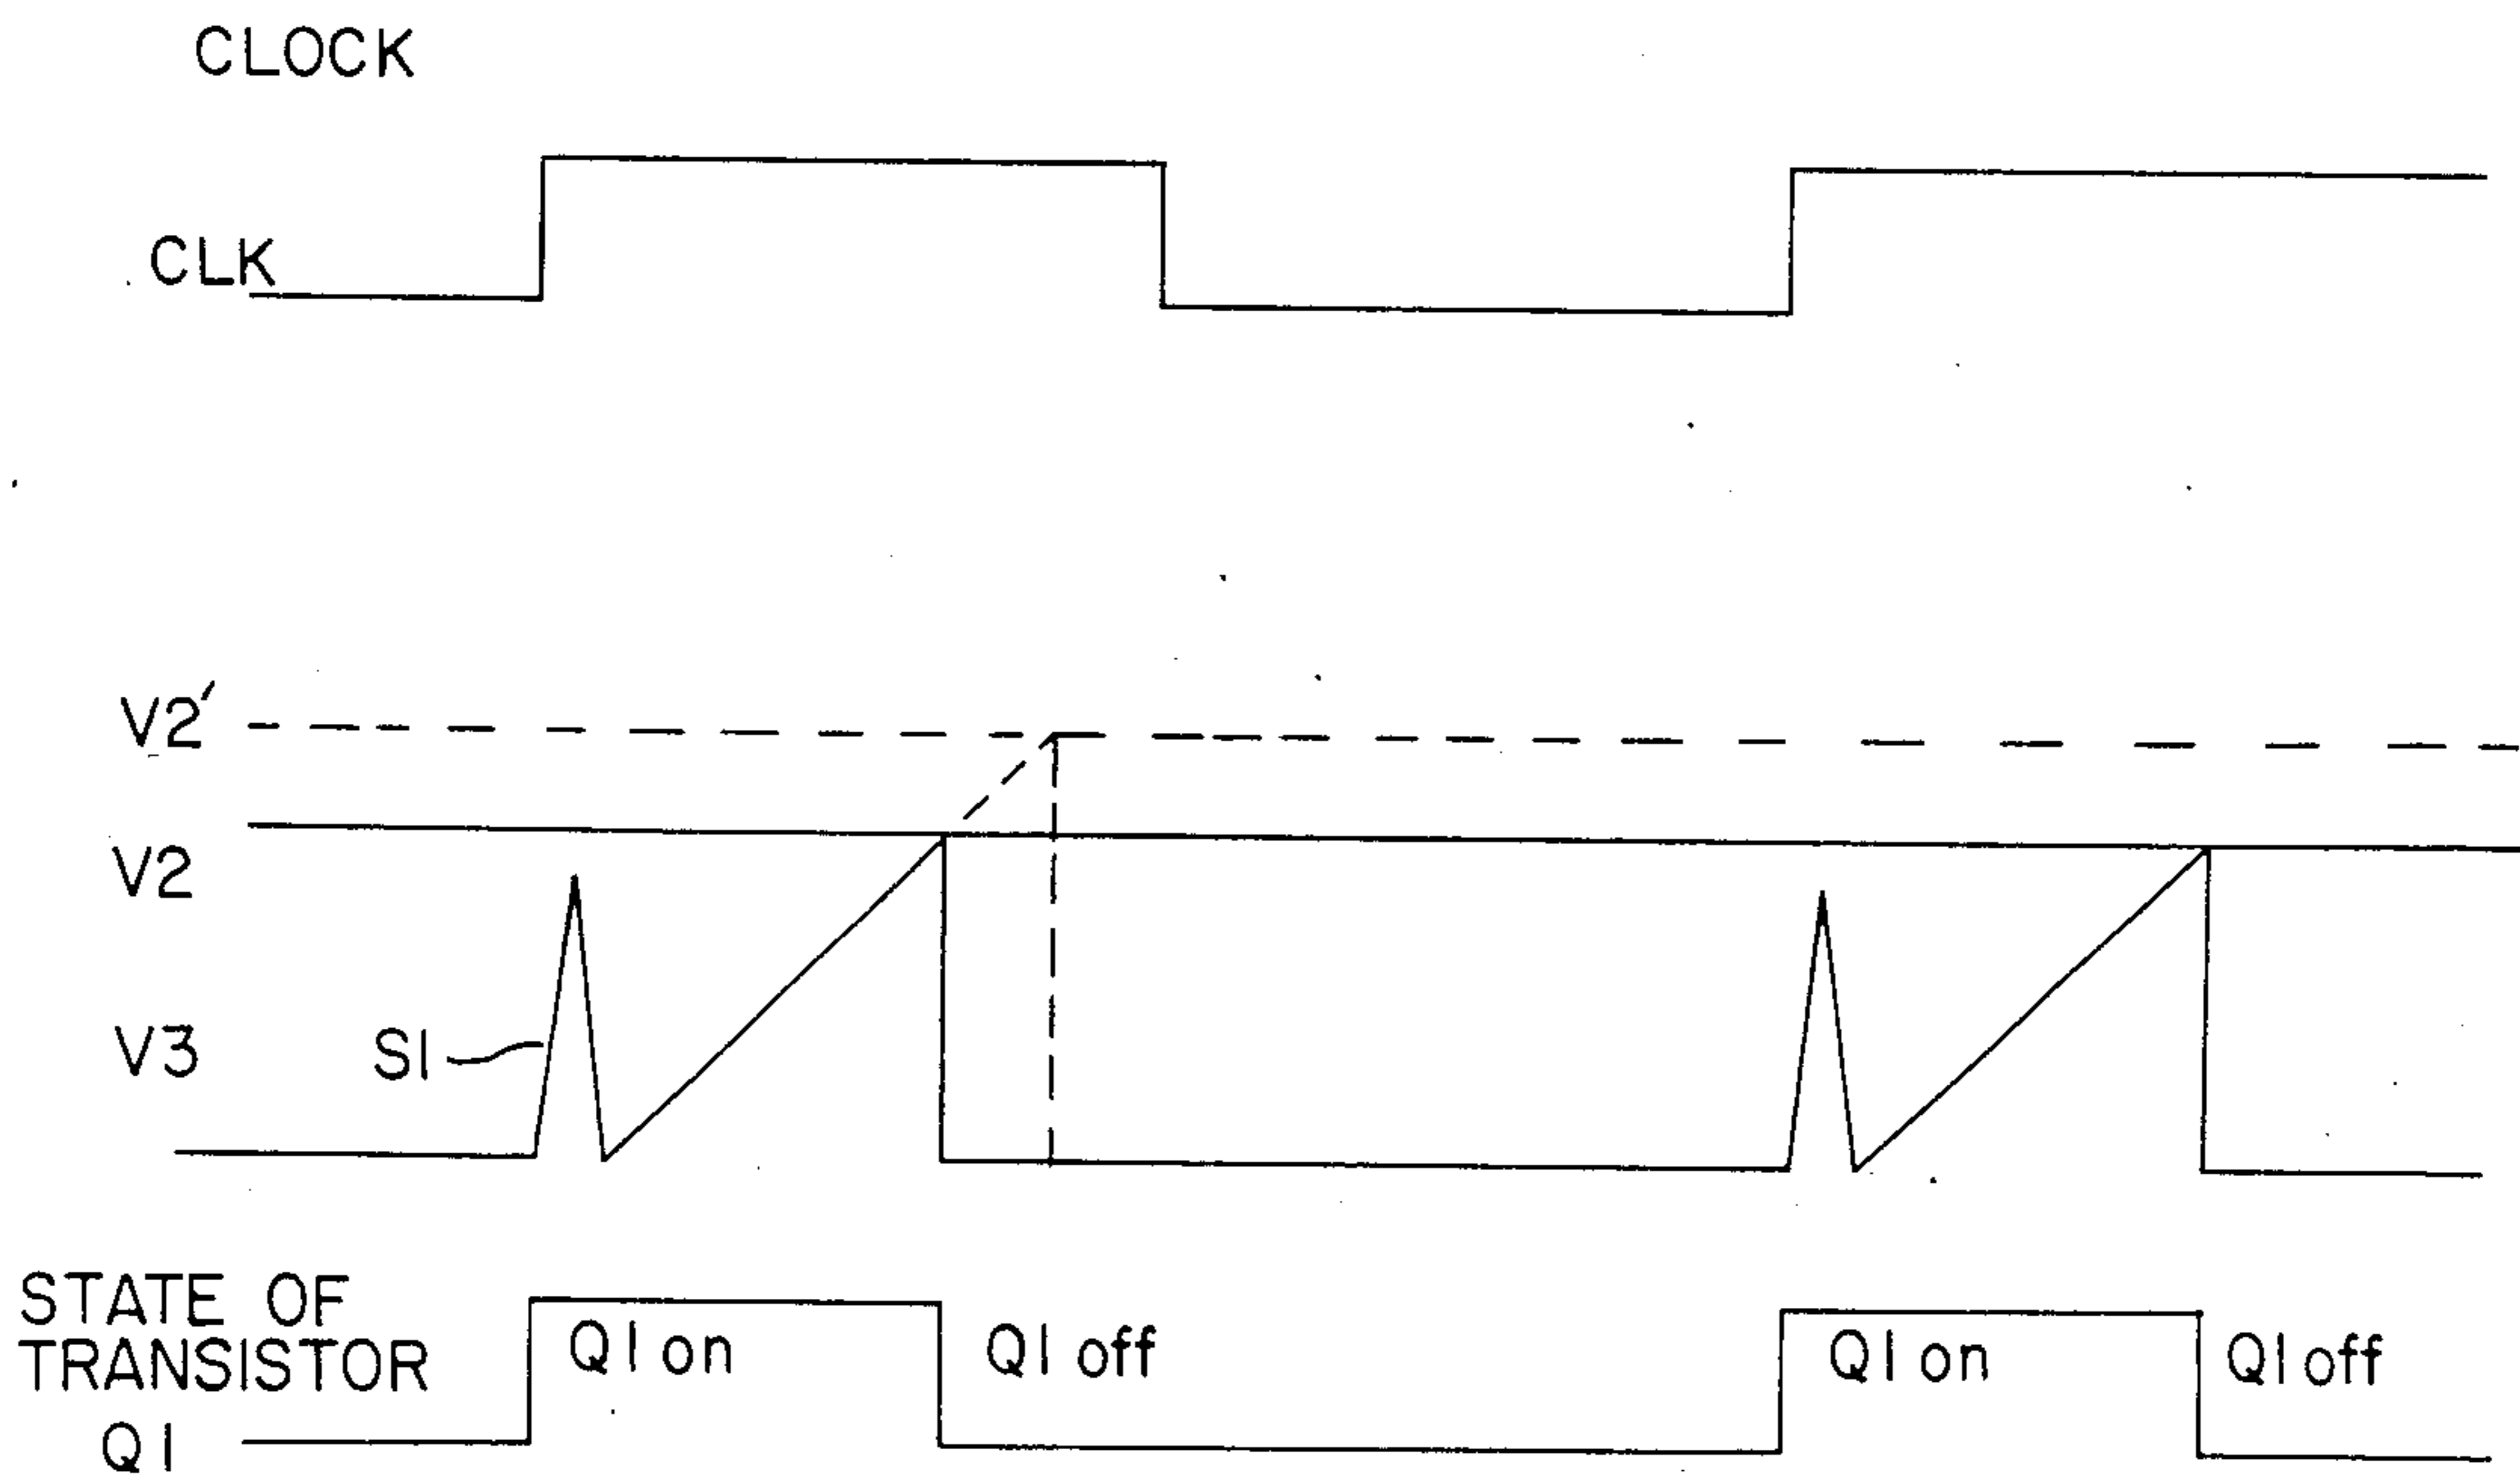 CLOCK
CLK
V2′
V2
V3
S1
STATE OF
TRANSISTOR
Q1
Q1 on
Q1 off
Q1 on
Q1 off